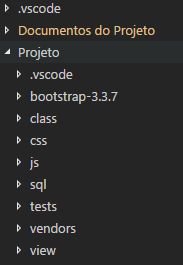 .vscode
Documentos do Projeto
Projeto
.vscode
bootstrap-3.3.7
class
css
js
sql
tests
vendors
view